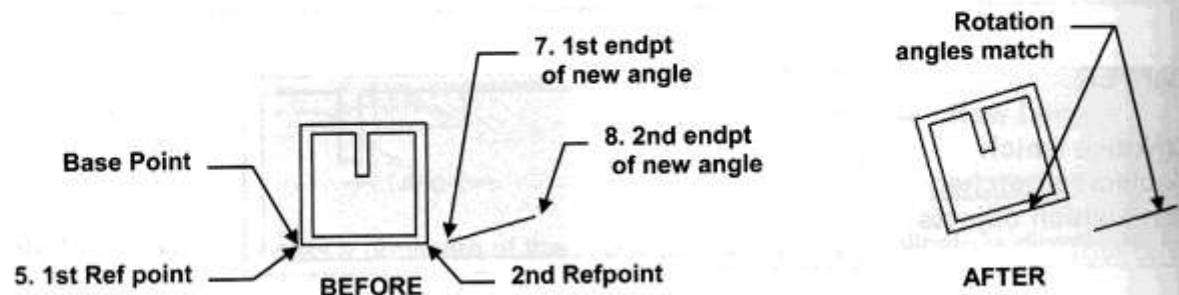 7. 1st endpt
of new angle
Rotation
angles match
8. 2nd endpt
of new angle
Base Point
5. 1st Ref point
2nd Refpoint
BEFORE
AFTER